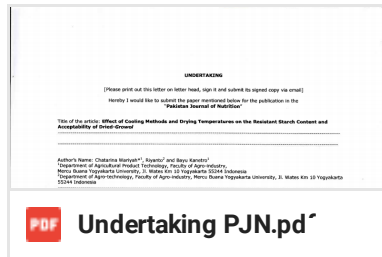 UNDERTAKING
[Please print out this letter on letter head, sign it and submit its signed copy via email]
Hereby I would like to submit the paper mentioned below for the publication in the
"Pakistan Journal of Nutrition"
Title of the article: Effect of Cooling Methods and Drying Temperatures on the Resistant Starch Content and
Acceptability of Dried-Growol
Author's Name: Chatarina Wariyah*¹, Riyanto² and Bayu Kanetro¹
¹Department of Agricultural Product Technology, Faculty of Agro-industry,
Mercu Buana Yogyakarta University, Jl. Wates Km 10 Yogyakarta 55244 Indonesia
²Department of Agro-technology, Faculty of Agro-industry, Mercu Buana Yogyakarta University, Jl. Wates Km 10 Yogyakarta
55244 Indonesia
PDF Undertaking PJN.pd